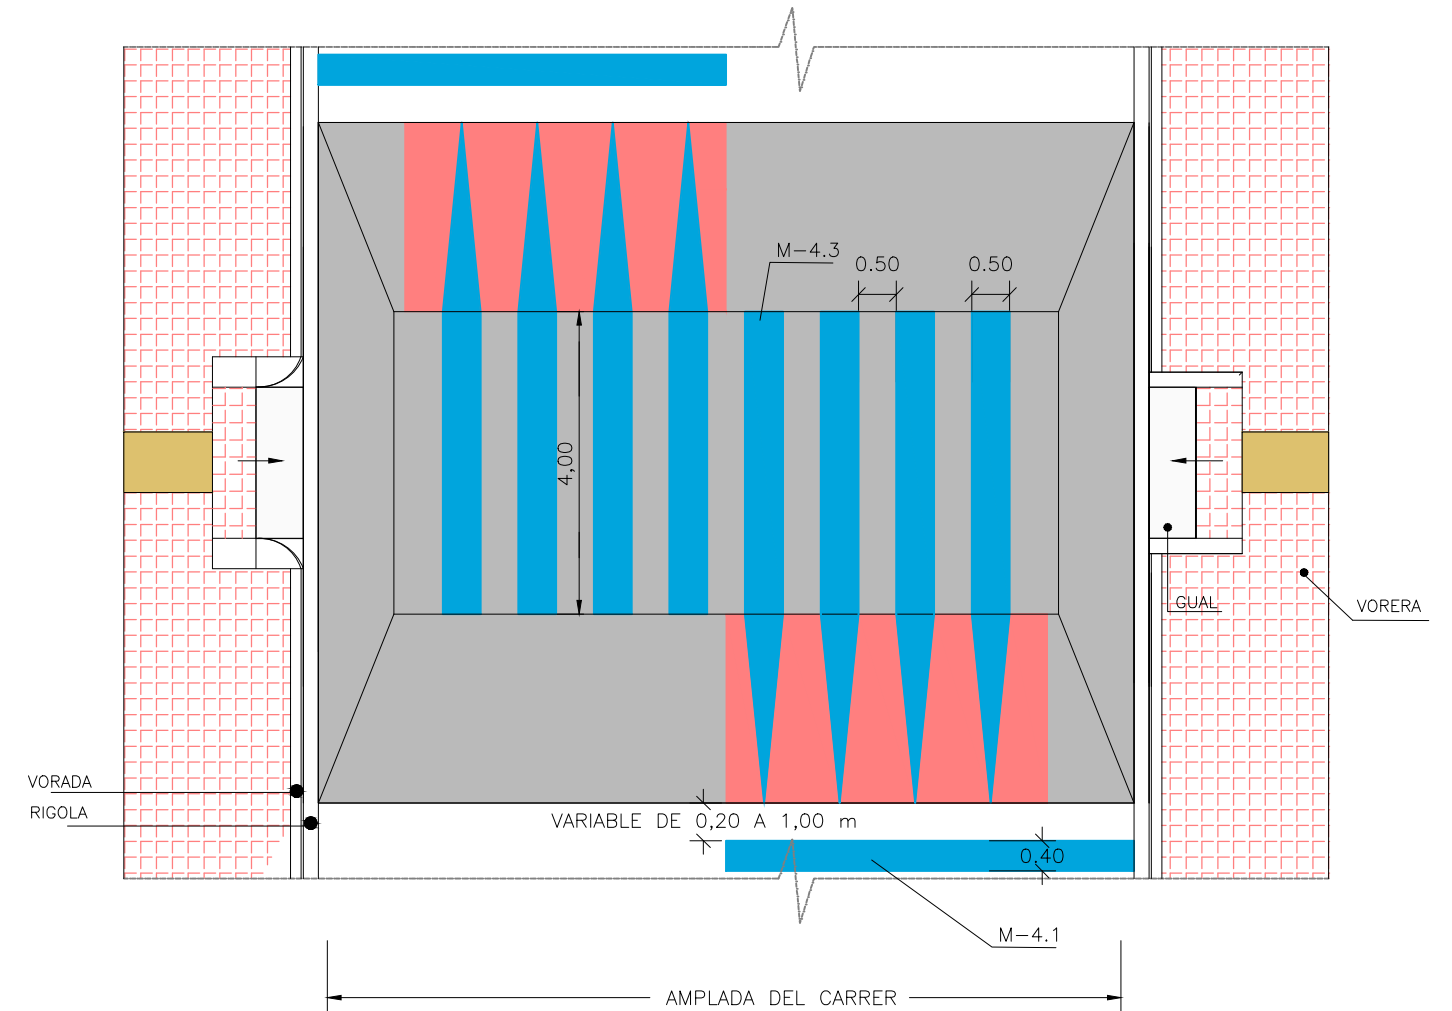 M-4.3
0.50
0.50
4,00
GUAL
VORERA
VORADA
RIGOLA
VARIABLE DE 0,20 A 1,00 m
0,40
M-4.1
AMPLADA DEL CARRER